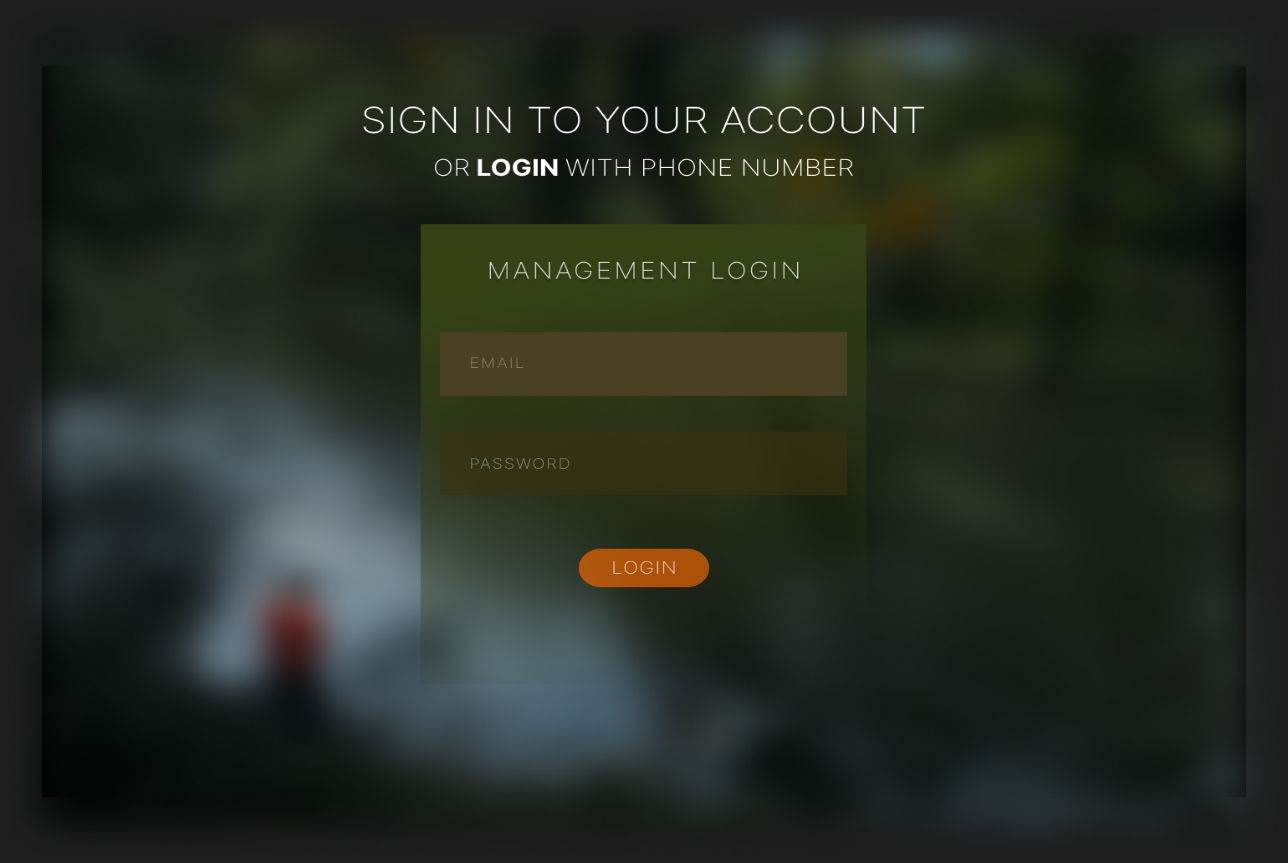 SIGN IN TO YOUR ACCOUNT
OR LOGIN WITH PHONE NUMBER
MANAGEMENT LOGIN
EMAIL
PASSWORD
LOGIN